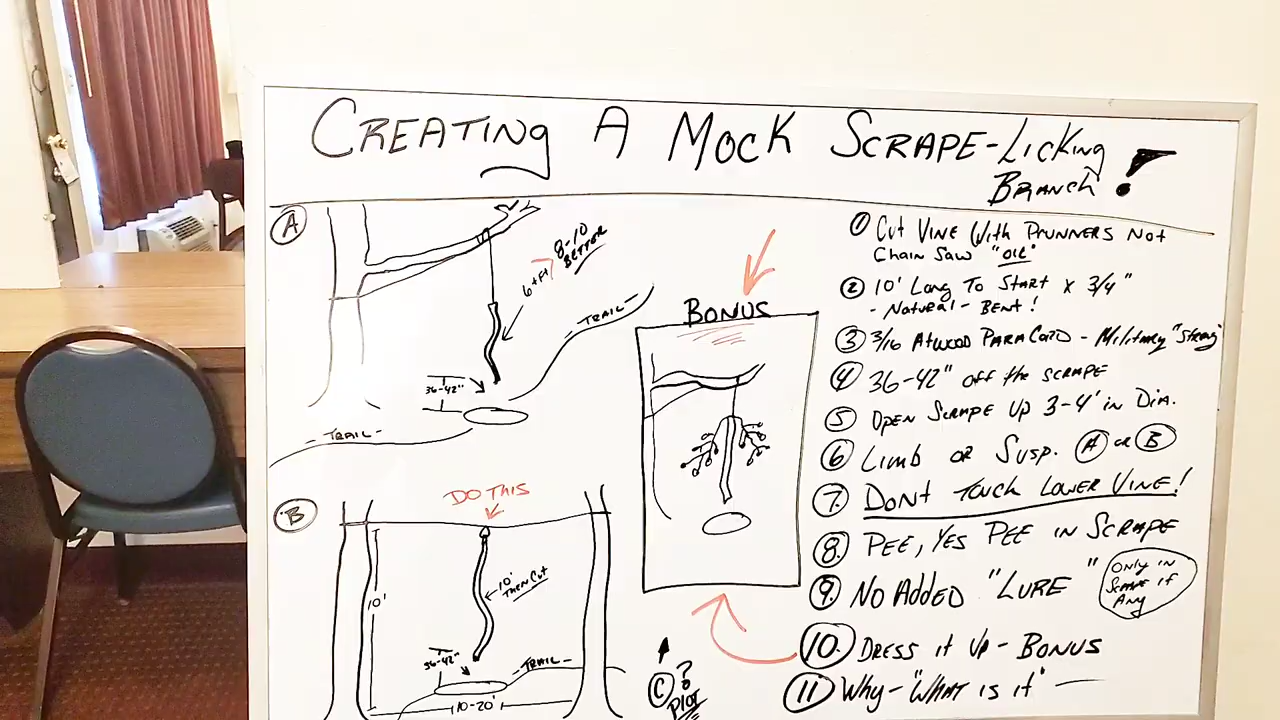 CREATING A MOCK SCRAPE-LICKING
BRANCH!
A
8-10
BETTER
6+FT
TRAIL
36-42"
TRAIL
B
DO THIS
10'
10'
THEN CUT
36-42"
TRAIL
10-20'
BONUS
C ?
PLOT
1 CUT VINE WITH PRUNNERS NOT
CHAIN SAW "OIL"
2 10' LONG TO START X 3/4"
- NATURAL - BENT!
3 3/16 ATWOOD PARACORD - MILITARY "STRONG"
4 36-42" OFF THE SCRAPE
5 OPEN SCRAPE UP 3-4' IN DIA.
6 LIMB OR SUSP. A OR B
7. DONT TOUCH LOWER VINE!
8. PEE, YES PEE IN SCRAPE
9. NO ADDED "LURE"
ONLY IN
SCRAPE IF
ANY
10. DRESS IT UP - BONUS
11 WHY - "WHAT IS IT" —